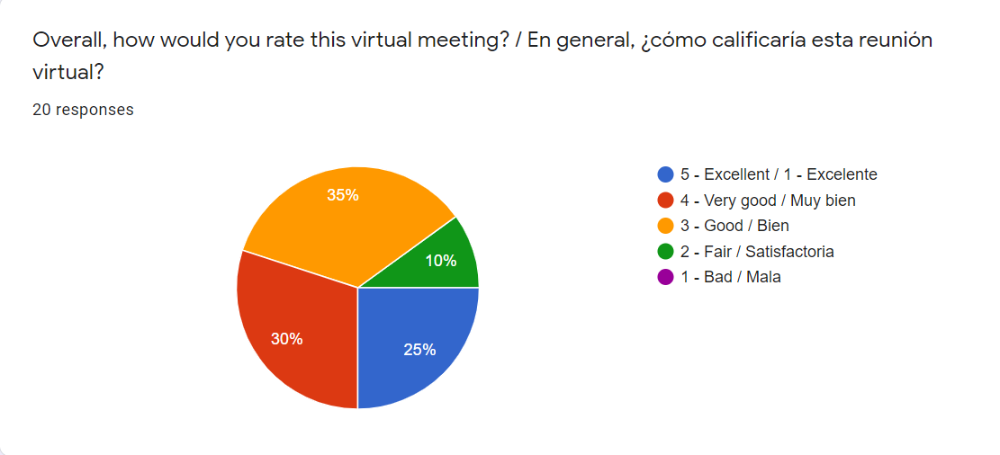 Overall, how would you rate this virtual meeting? / En general, ¿cómo calificaría esta reunión
virtual?
20 responses
35%
10%
30%
25%
5 - Excellent / 1 - Excelente
4 - Very good / Muy bien
3 - Good / Bien
2 - Fair / Satisfactoria
1 - Bad / Mala